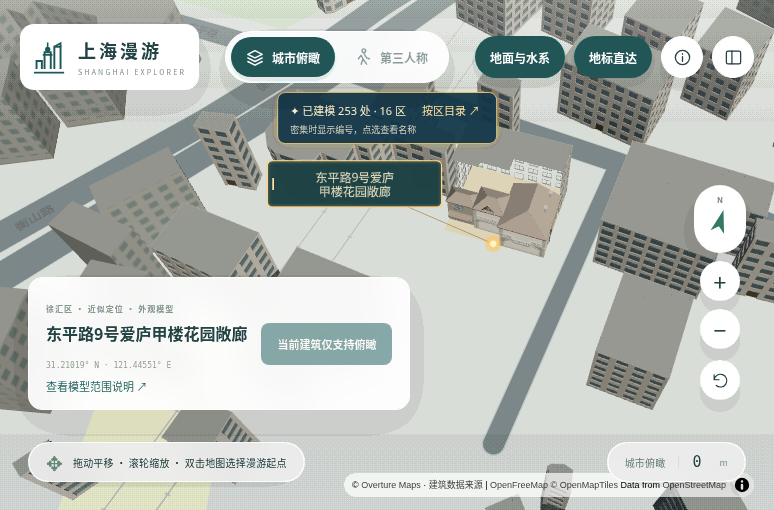 上海漫游
SHANGHAI EXPLORER
城市俯瞰
第三人称
地面与水系
地标直达
✦ 已建模 253 处 · 16 区 按区目录 ↗
密集时显示编号，点选查看名称
东平路9号爱庐
甲楼花园敞廊
N
徐汇区 · 近似定位 · 外观模型
东平路9号爱庐甲楼花园敞廊
当前建筑仅支持俯瞰
31.21019° N · 121.44551° E
查看模型范围说明 ↗
拖动平移 · 滚轮缩放 · 双击地图选择漫游起点
城市俯瞰 0 m
© Overture Maps · 建筑数据来源 | OpenFreeMap © OpenMapTiles Data from OpenStreetMap